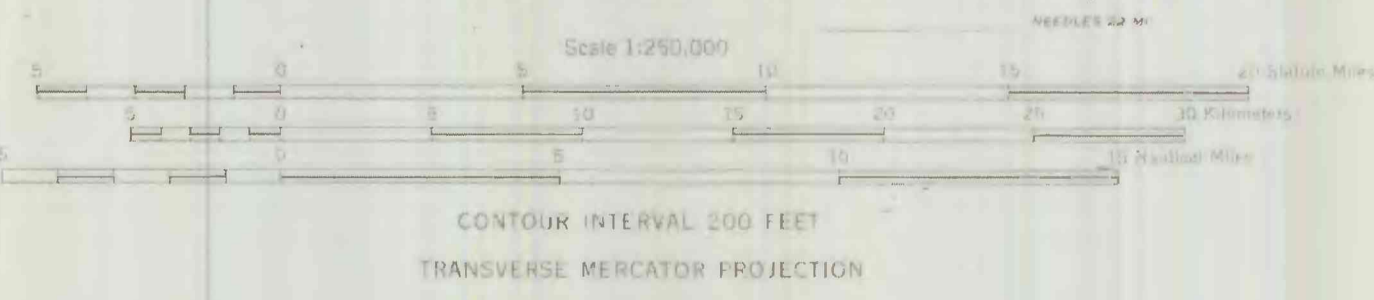 NEEDLES 22 MI
Scale 1:250,000
5 0 5 10 15 20 Statute Miles
5 0 5 10 15 20 25 30 Kilometers
5 0 5 10 15 Nautical Miles
CONTOUR INTERVAL 200 FEET
TRANSVERSE MERCATOR PROJECTION